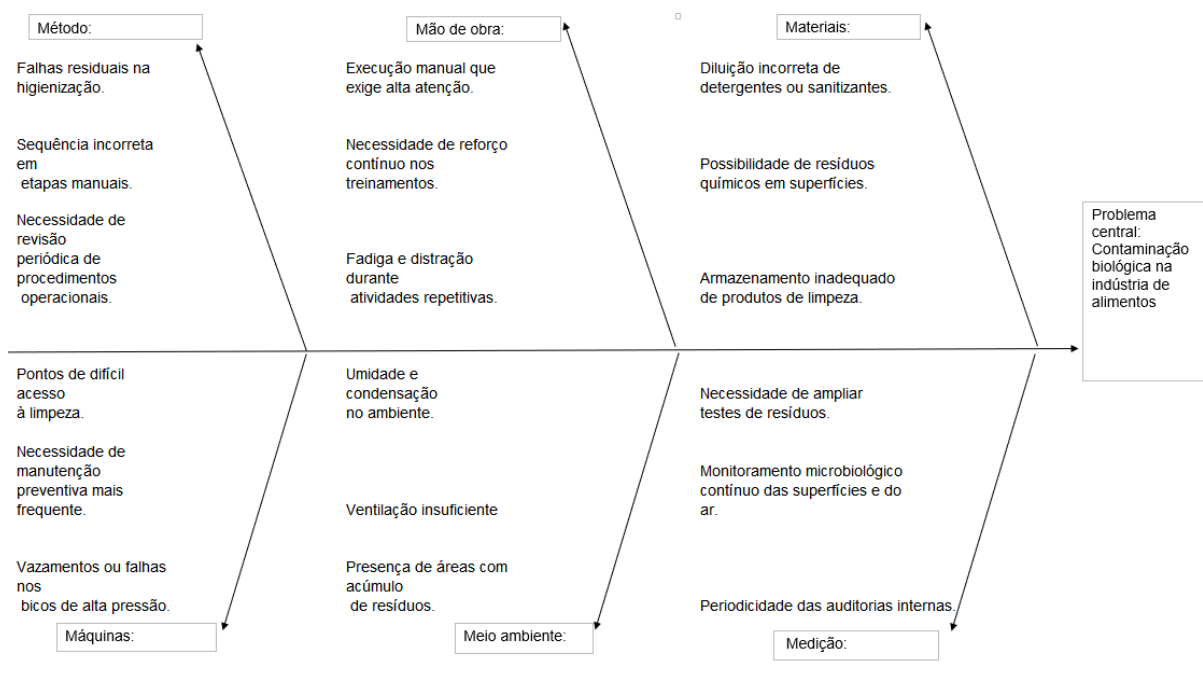 Método:
Falhas residuais na
higienização.
Sequência incorreta
em
etapas manuais.
Necessidade de
revisão
periódica de
procedimentos
operacionais.
Mão de obra:
Execução manual que
exige alta atenção.
Necessidade de reforço
contínuo nos
treinamentos.
Fadiga e distração
durante
atividades repetitivas.
Materiais:
Diluição incorreta de
detergentes ou sanitizantes.
Possibilidade de resíduos
químicos em superfícies.
Armazenamento inadequado
de produtos de limpeza.
Problema
central:
Contaminação
biológica na
indústria de
alimentos
Pontos de difícil
acesso
à limpeza.
Necessidade de
manutenção
preventiva mais
frequente.
Vazamentos ou falhas
nos
bicos de alta pressão.
Máquinas:
Umidade e
condensação
no ambiente.
Ventilação insuficiente
Presença de áreas com
acúmulo
de resíduos.
Meio ambiente:
Necessidade de ampliar
testes de resíduos.
Monitoramento microbiológico
contínuo das superfícies e do
ar.
Periodicidade das auditorias internas.
Medição: